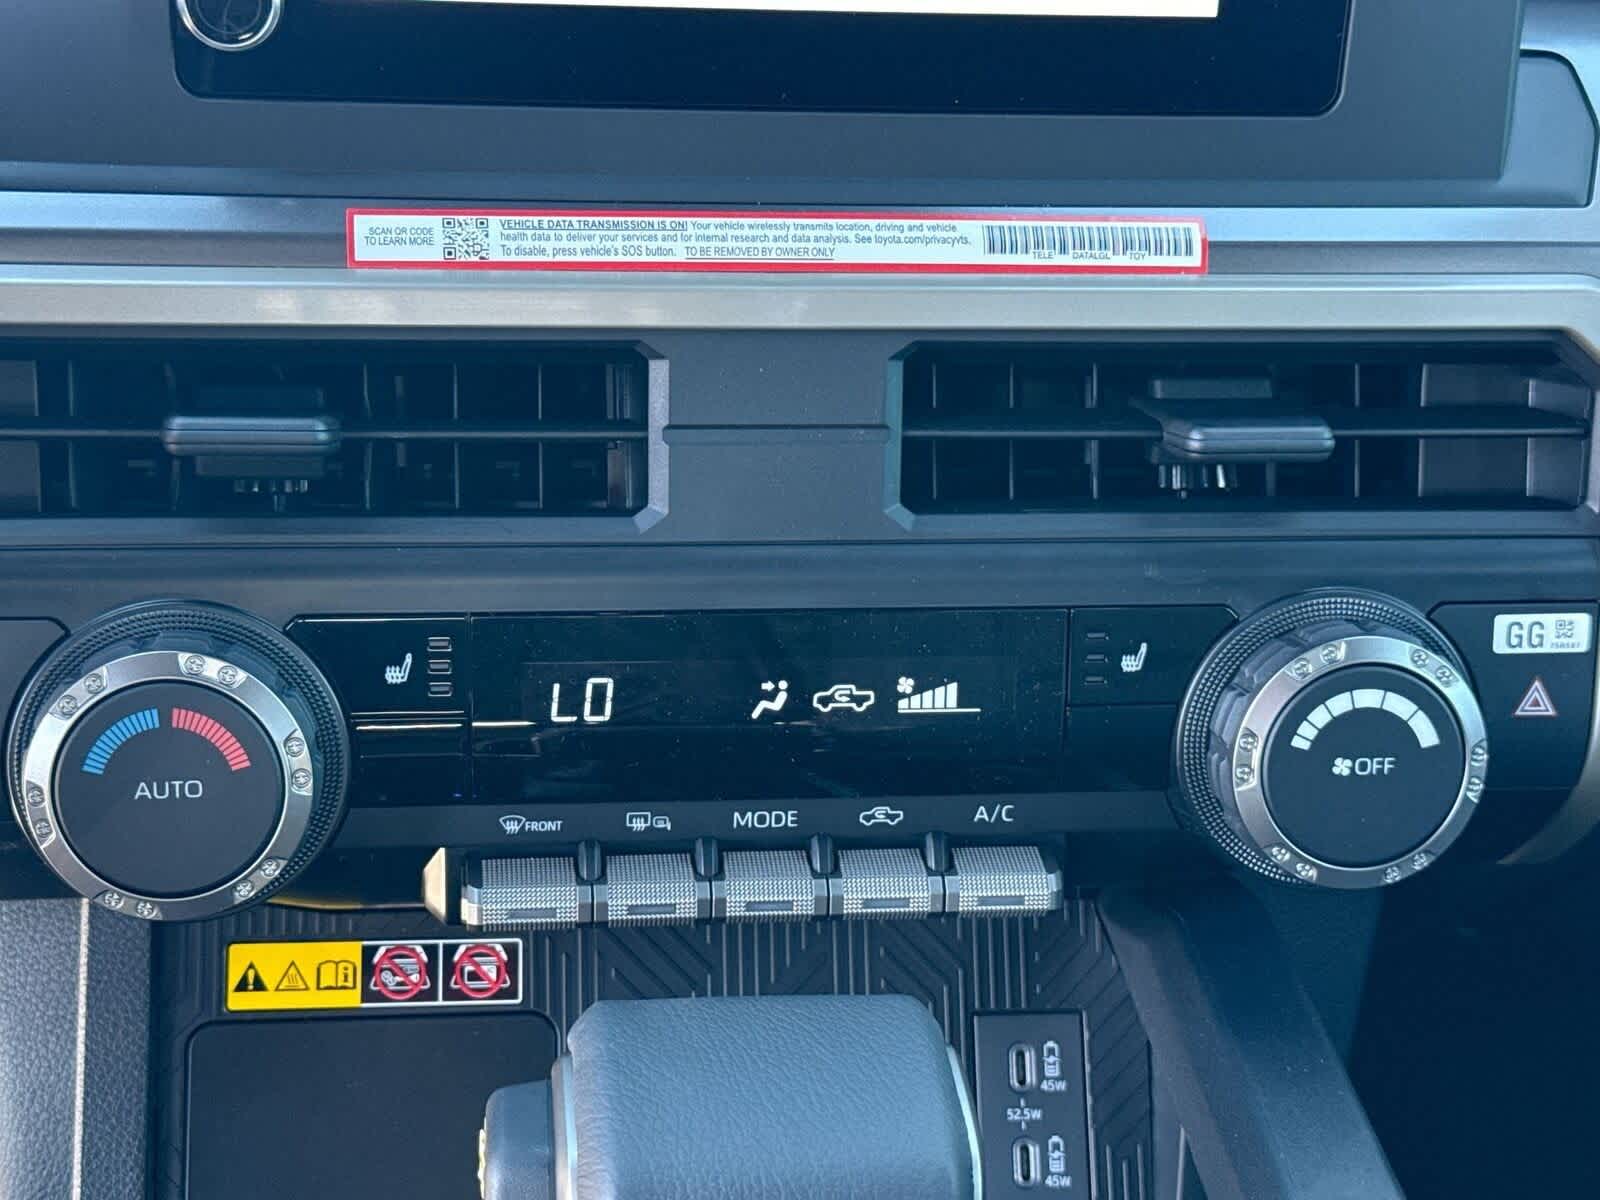 SCAN QR CODE
TO LEARN MORE
VEHICLE DATA TRANSMISSION IS ON! Your vehicle wirelessly transmits location, driving and vehicle
health data to deliver your services and for internal research and data analysis. See toyota.com/privacyvts.
To disable, press vehicle's SOS button. TO BE REMOVED BY OWNER ONLY
TELE DATALGL TOY
GG
LO
AUTO
OFF
FRONT
MODE
A/C
45W
52.5W
45W